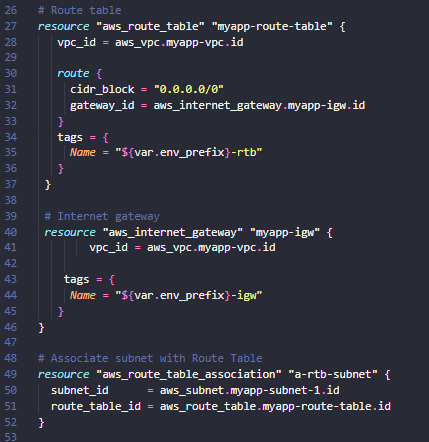 26 # Route table
27 resource "aws_route_table" "myapp-route-table" {
28 vpc_id = aws_vpc.myapp-vpc.id
29
30 route {
31 cidr_block = "0.0.0.0/0"
32 gateway_id = aws_internet_gateway.myapp-igw.id
33 }
34 tags = {
35 Name = "${var.env_prefix}-rtb"
36 }
37 }
38
39 # Internet gateway
40 resource "aws_internet_gateway" "myapp-igw" {
41 vpc_id = aws_vpc.myapp-vpc.id
42
43 tags = {
44 Name = "${var.env_prefix}-igw"
45 }
46 }
47
48 # Associate subnet with Route Table
49 resource "aws_route_table_association" "a-rtb-subnet" {
50 subnet_id = aws_subnet.myapp-subnet-1.id
51 route_table_id = aws_route_table.myapp-route-table.id
52 }
53